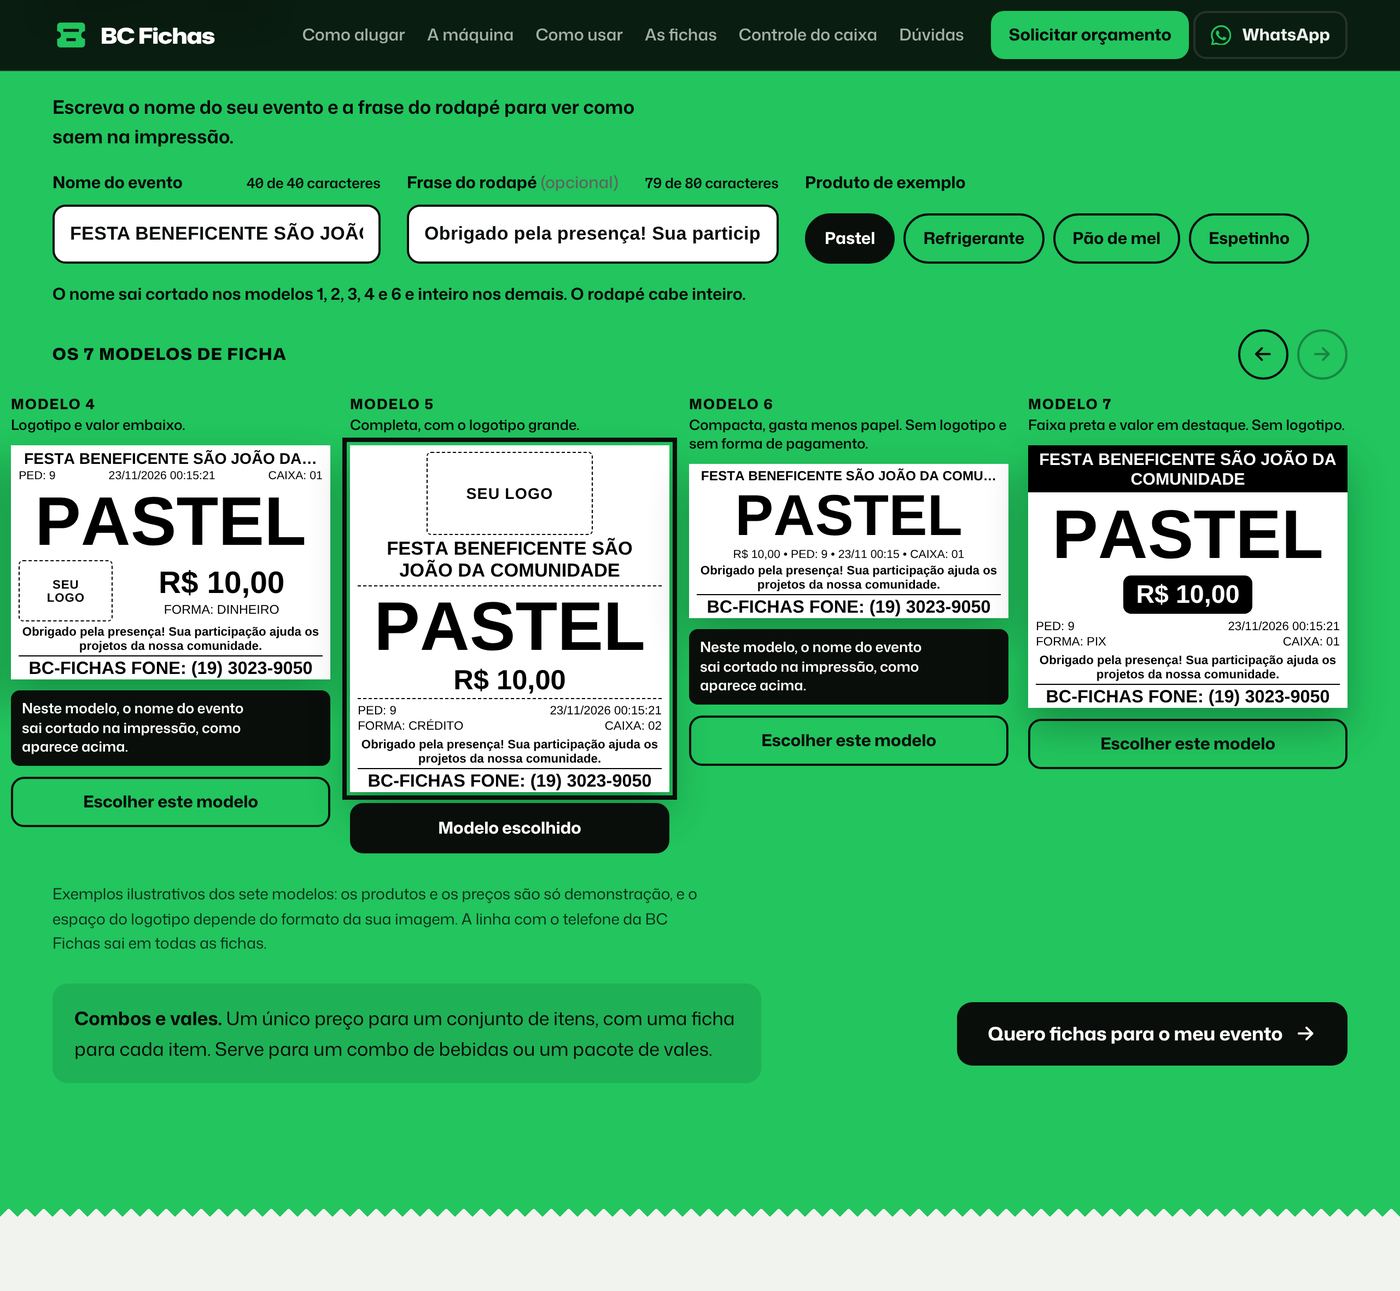 BC Fichas
Como alugar
A máquina
Como usar
As fichas
Controle do caixa
Dúvidas
Solicitar orçamento
WhatsApp
Escreva o nome do seu evento e a frase do rodapé para ver como
saem na impressão.
Nome do evento
40 de 40 caracteres
FESTA BENEFICENTE SÃO JOÃ
Frase do rodapé (opcional)
79 de 80 caracteres
Obrigado pela presença! Sua particip
Produto de exemplo
Pastel
Refrigerante
Pão de mel
Espetinho
O nome sai cortado nos modelos 1, 2, 3, 4 e 6 e inteiro nos demais. O rodapé cabe inteiro.
OS 7 MODELOS DE FICHA
MODELO 4
Logotipo e valor embaixo.
FESTA BENEFICENTE SÃO JOÃO DA...
PED: 9 23/11/2026 00:15:21 CAIXA: 01
PASTEL
SEU
LOGO
R$ 10,00
FORMA: DINHEIRO
Obrigado pela presença! Sua participação ajuda os
projetos da nossa comunidade.
BC-FICHAS FONE: (19) 3023-9050
Neste modelo, o nome do evento
sai cortado na impressão, como
aparece acima.
Escolher este modelo
MODELO 5
Completa, com o logotipo grande.
SEU LOGO
FESTA BENEFICENTE SÃO
JOÃO DA COMUNIDADE
PASTEL
R$ 10,00
PED: 9 23/11/2026 00:15:21
FORMA: CRÉDITO CAIXA: 02
Obrigado pela presença! Sua participação ajuda os
projetos da nossa comunidade.
BC-FICHAS FONE: (19) 3023-9050
Modelo escolhido
MODELO 6
Compacta, gasta menos papel. Sem logotipo e
sem forma de pagamento.
FESTA BENEFICENTE SÃO JOÃO DA COMU...
PASTEL
R$ 10,00 • PED: 9 • 23/11 00:15 • CAIXA: 01
Obrigado pela presença! Sua participação ajuda os
projetos da nossa comunidade.
BC-FICHAS FONE: (19) 3023-9050
Neste modelo, o nome do evento
sai cortado na impressão, como
aparece acima.
Escolher este modelo
MODELO 7
Faixa preta e valor em destaque. Sem logotipo.
FESTA BENEFICENTE SÃO JOÃO DA
COMUNIDADE
PASTEL
R$ 10,00
PED: 9 23/11/2026 00:15:21
FORMA: PIX CAIXA: 01
Obrigado pela presença! Sua participação ajuda os
projetos da nossa comunidade.
BC-FICHAS FONE: (19) 3023-9050
Escolher este modelo
Exemplos ilustrativos dos sete modelos: os produtos e os preços são só demonstração, e o
espaço do logotipo depende do formato da sua imagem. A linha com o telefone da BC
Fichas sai em todas as fichas.
Combos e vales. Um único preço para um conjunto de itens, com uma ficha
para cada item. Serve para um combo de bebidas ou um pacote de vales.
Quero fichas para o meu evento